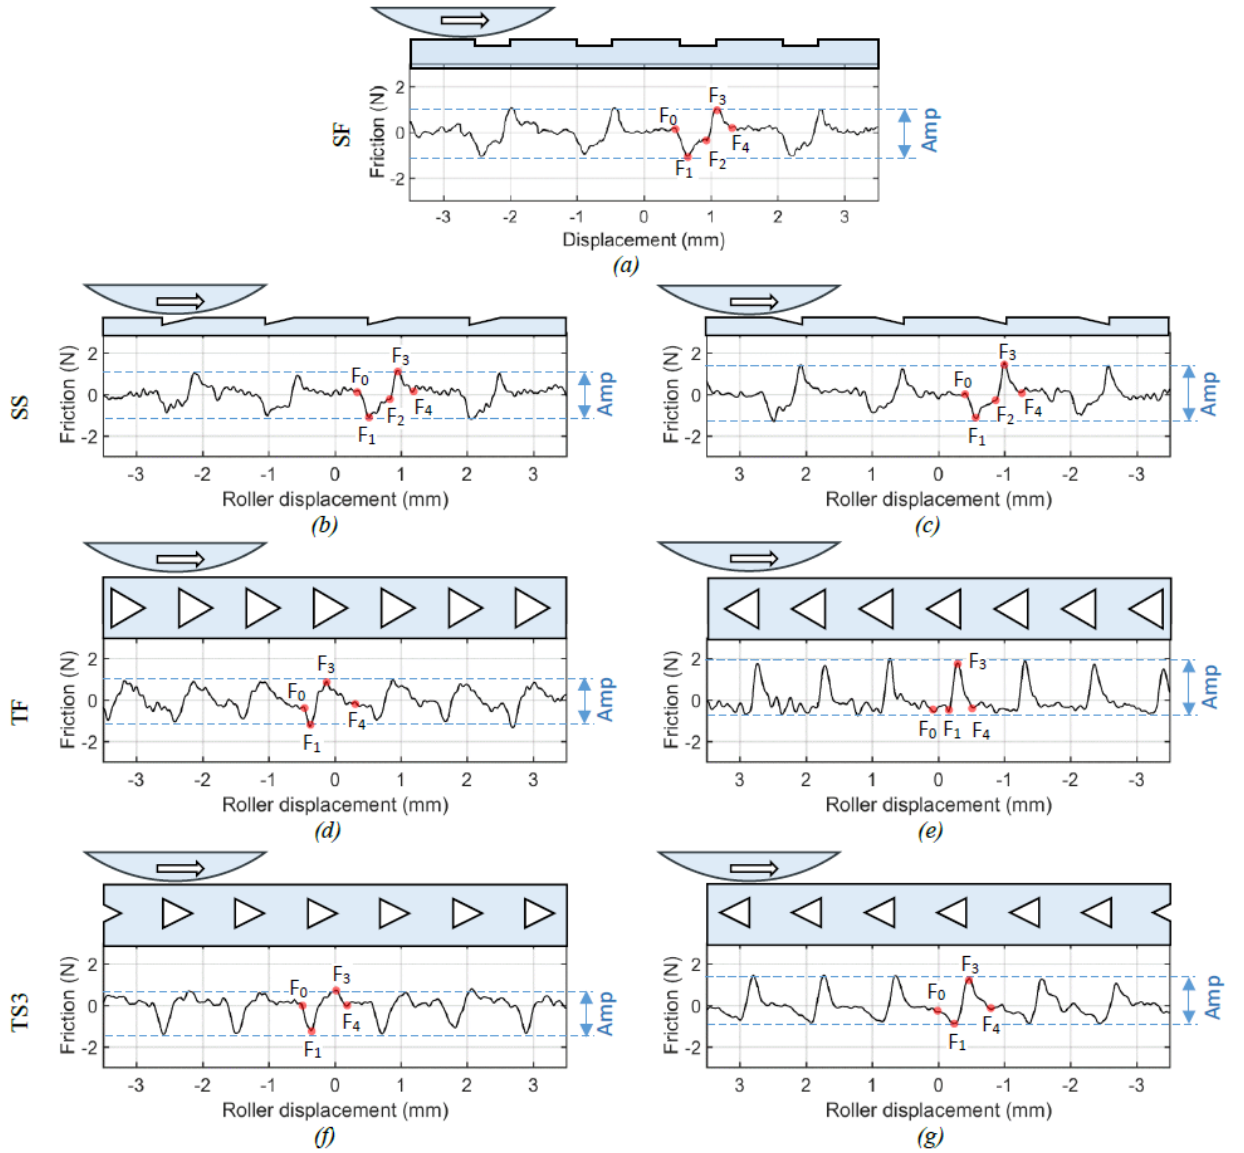 SF
Friction (N)
2
0
-2
F0
F1
F2
F3
F4
Amp
-3 -2 -1 0 1 2 3
Displacement (mm)
(a)
SS
Friction (N)
2
0
-2
F0
F1
F2
F3
F4
Amp
-3 -2 -1 0 1 2 3
Roller displacement (mm)
(b)
Friction (N)
2
0
-2
F0
F1
F2
F3
F4
Amp
3 2 1 0 -1 -2 -3
Roller displacement (mm)
(c)
TF
Friction (N)
2
0
-2
F0
F1
F3
F4
Amp
-3 -2 -1 0 1 2 3
Roller displacement (mm)
(d)
Friction (N)
2
0
-2
F0
F1
F3
F4
Amp
3 2 1 0 -1 -2 -3
Roller displacement (mm)
(e)
TS3
Friction (N)
2
0
-2
F0
F1
F3
F4
Amp
-3 -2 -1 0 1 2 3
Roller displacement (mm)
(f)
Friction (N)
2
0
-2
F0
F1
F3
F4
Amp
3 2 1 0 -1 -2 -3
Roller displacement (mm)
(g)